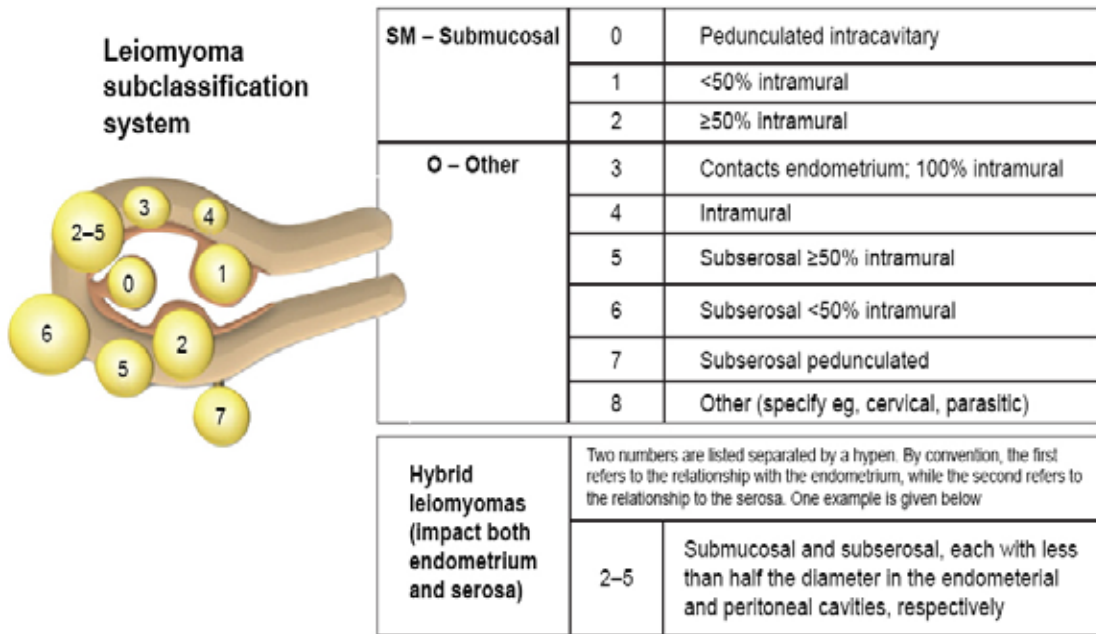 Leiomyoma
subclassification
system
3
4
2–5
1
0
6
2
5
7
SM – Submucosal
0
Pedunculated intracavitary
1
<50% intramural
2
≥50% intramural
O – Other
3
Contacts endometrium; 100% intramural
4
Intramural
5
Subserosal ≥50% intramural
6
Subserosal <50% intramural
7
Subserosal pedunculated
8
Other (specify eg, cervical, parasitic)
Hybrid
leiomyomas
(impact both
endometrium
and serosa)
Two numbers are listed separated by a hypen. By convention, the first
refers to the relationship with the endometrium, while the second refers to
the relationship to the serosa. One example is given below
2–5
Submucosal and subserosal, each with less
than half the diameter in the endometerial
and peritoneal cavities, respectively